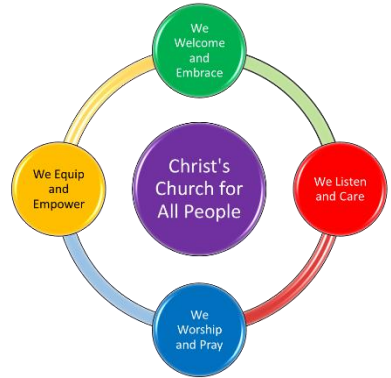 We
Welcome
and
Embrace
We Equip
and
Empower
Christ's
Church for
All People
We Listen
and Care
We
Worship
and Pray